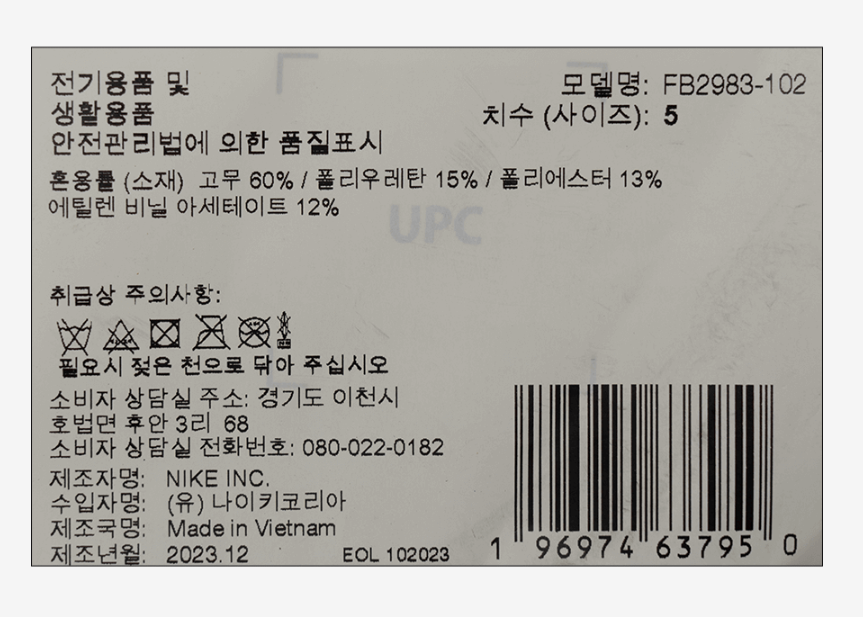 전기용품 및
생활용품
안전관리법에 의한 품질표시
모델명: FB2983-102
치수 (사이즈): 5
혼용률 (소재) 고무 60% / 폴리우레탄 15% / 폴리에스터 13%
에틸렌 비닐 아세테이트 12%
UPC
취급상 주의사항:
필요시 젖은 천으로 닦아 주십시오
소비자 상담실 주소: 경기도 이천시
호법면 후안 3리 68
소비자 상담실 전화번호: 080-022-0182
제조자명: NIKE INC.
수입자명: (유) 나이키코리아
제조국명: Made in Vietnam
제조년월: 2023.12 EOL 102023
1 96974 63795 0